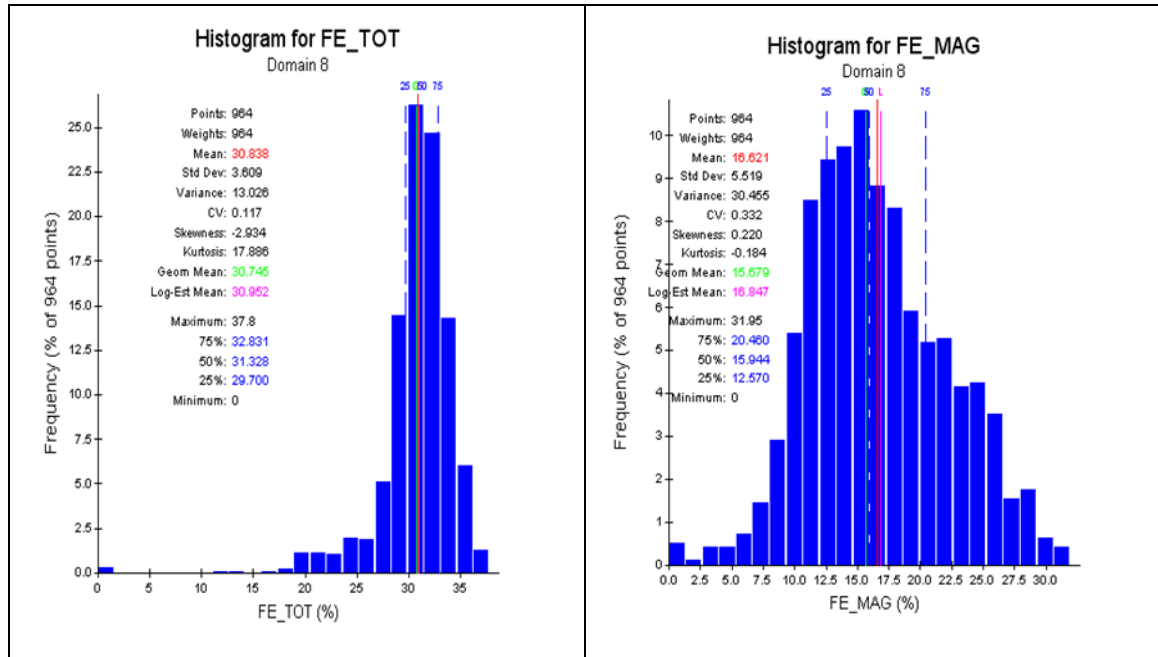 Histogram for FE_TOT
Domain 8
25 50 75
Points: 964
Weights: 964
Mean: 30.838
Std Dev: 3.609
Variance: 13.026
CV: 0.117
Skewness: -2.934
Kurtosis: 17.886
Geom Mean: 30.745
Log-Est Mean: 30.952
Maximum: 37.8
75%: 32.831
50%: 31.328
25%: 29.700
Minimum: 0
Frequency (% of 964 points)
25.0
22.5
20.0
17.5
15.0
12.5
10.0
7.5
5.0
2.5
0.0
0 5 10 15 20 25 30 35
FE_TOT (%)
Histogram for FE_MAG
Domain 8
25 50 L 75
Points: 964
Weights: 964
Mean: 16.621
Std Dev: 5.519
Variance: 30.455
CV: 0.332
Skewness: 0.220
Kurtosis: -0.184
Geom Mean: 15.679
Log-Est Mean: 16.847
Maximum: 31.95
75%: 20.460
50%: 15.944
25%: 12.570
Minimum: 0
Frequency (% of 964 points)
10
9
8
7
6
5
4
3
2
1
0
0.0 2.5 5.0 7.5 10.0 12.5 15.0 17.5 20.0 22.5 25.0 27.5 30.0
FE_MAG (%)